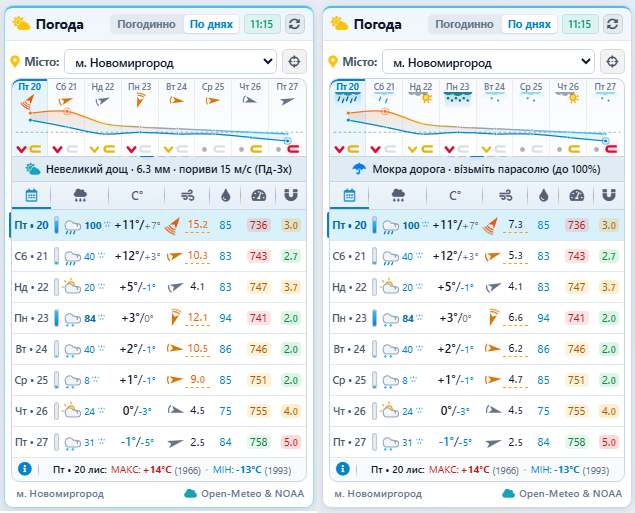 Погода Погодинно По днях 11:15
Місто: м. Новомиргород
Пт 20 Сб 21 Нд 22 Пн 23 Вт 24 Ср 25 Чт 26 Пт 27
Невеликий дощ · 6.3 мм · пориви 15 м/с (Пд-Зх)
C°
Пт • 20 100 +11°/+7° 15.2 85 736 3.0
Сб • 21 40 +12°/+3° 10.3 83 743 2.7
Нд • 22 20 +5°/-1° 4.1 83 747 3.7
Пн • 23 84 +3°/0° 12.1 94 741 2.0
Вт • 24 40 +2°/-1° 10.5 86 746 2.0
Ср • 25 8 +1°/-1° 9.0 85 751 2.0
Чт • 26 24 0°/-3° 4.5 75 755 4.0
Пт • 27 31 -1°/-5° 2.5 84 758 5.0
Пт • 20 лис: МАКС: +14°C (1966) · МІН: -13°C (1993)
м. Новомиргород Open-Meteo & NOAA
Погода Погодинно По днях 11:15
Місто: м. Новомиргород
Пт 20 Сб 21 Нд 22 Пн 23 Вт 24 Ср 25 Чт 26 Пт 27
Мокра дорога · візьміть парасолю (до 100%)
C°
Пт • 20 100 +11°/+7° 7.3 85 736 3.0
Сб • 21 40 +12°/+3° 5.3 83 743 2.7
Нд • 22 20 +5°/-1° 4.1 83 747 3.7
Пн • 23 84 +3°/0° 6.6 94 741 2.0
Вт • 24 40 +2°/-1° 6.2 86 746 2.0
Ср • 25 8 +1°/-1° 4.7 85 751 2.0
Чт • 26 24 0°/-3° 4.5 75 755 4.0
Пт • 27 31 -1°/-5° 2.5 84 758 5.0
Пт • 20 лис: МАКС: +14°C (1966) · МІН: -13°C (1993)
м. Новомиргород Open-Meteo & NOAA